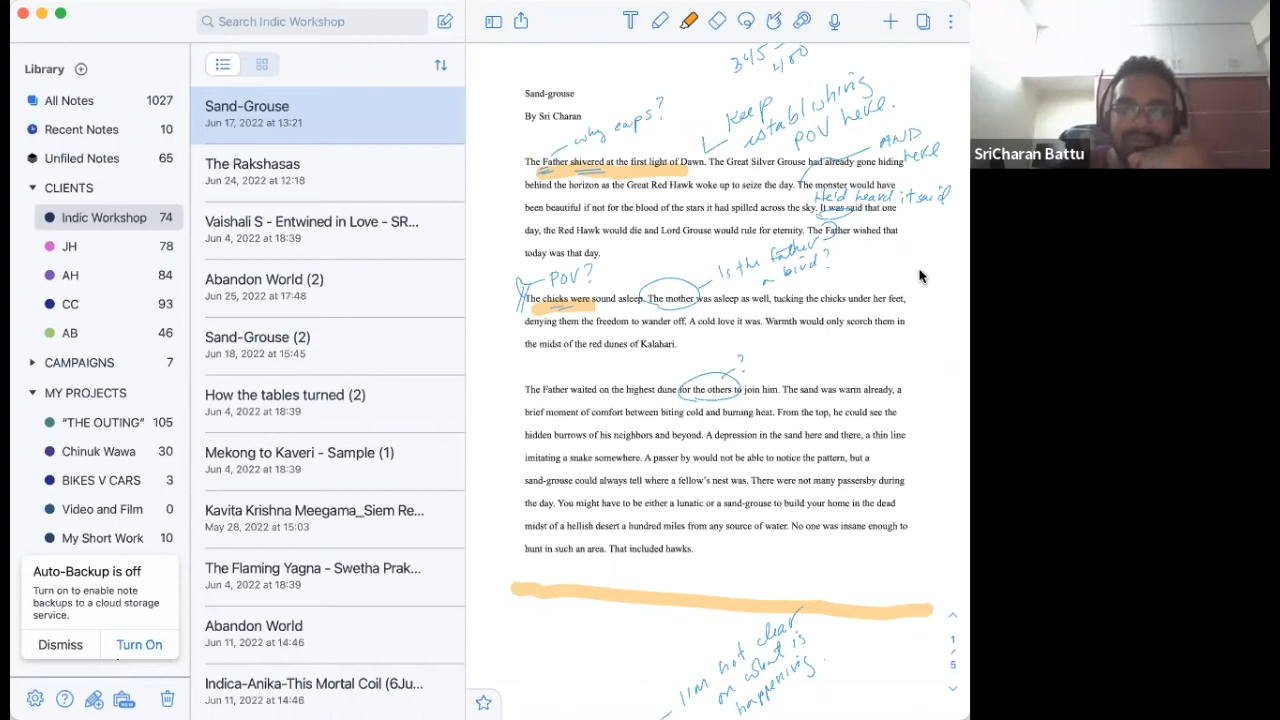 Search Indic Workshop
Library
All Notes 1027
Recent Notes 10
Unfiled Notes 65
CLIENTS
Indic Workshop 74
JH 78
AH 84
CC 93
AB 46
CAMPAIGNS 7
MY PROJECTS
“THE OUTING” 105
Chinuk Wawa 30
BIKES V CARS 3
Video and Film 0
My Short Work 10
Auto-Backup is off
Turn on to enable note
backups to a cloud storage
service.
Dismiss Turn On
Sand-Grouse
Jun 17, 2022 at 13:21
The Rakshasas
Jun 24, 2022 at 12:18
Vaishali S - Entwined in Love - SR...
Jun 4, 2022 at 18:39
Abandon World (2)
Jun 25, 2022 at 17:48
Sand-Grouse (2)
Jun 18, 2022 at 15:45
How the tables turned (2)
Jun 4, 2022 at 18:39
Mekong to Kaveri - Sample (1)
Jun 4, 2022 at 18:39
Kavita Krishna Meegama_Siem Re...
May 28, 2022 at 15:03
The Flaming Yagna - Swetha Prak...
Jun 4, 2022 at 18:39
Abandon World
Jun 11, 2022 at 14:46
Indica-Anika-This Mortal Coil (6Ju...
Jun 4, 2022 at 18:40
345 - 400
Sand-grouse
By Sri Charan
why caps?
Keep
establishing
POV here.
AND
here
The Father shivered at the first light of Dawn. The Great Silver Grouse had already gone hiding
behind the horizon as the Great Red Hawk woke up to seize the day. The monster would have
He'd heard it said
been beautiful if not for the blood of the stars it had spilled across the sky. It was said that one
day, the Red Hawk would die and Lord Grouse would rule for eternity. The Father wished that
today was that day.
Is the Father
a bird?
POV?
The chicks were sound asleep. The mother was asleep as well, tucking the chicks under her feet,
denying them the freedom to wander off. A cold love it was. Warmth would only scorch them in
the midst of the red dunes of Kalahari.
?
The Father waited on the highest dune for the others to join him. The sand was warm already, a
brief moment of comfort between biting cold and burning heat. From the top, he could see the
hidden burrows of his neighbors and beyond. A depression in the sand here and there, a thin line
imitating a snake somewhere. A passer by would not be able to notice the pattern, but a
sand-grouse could always tell where a fellow’s nest was. There were not many passersby during
the day. You might have to be either a lunatic or a sand-grouse to build your home in the dead
midst of a hellish desert a hundred miles from any source of water. No one was insane enough to
hunt in such an area. That included hawks.
I'm not clear
on what is
happening.
1
/
5
SriCharan Battu